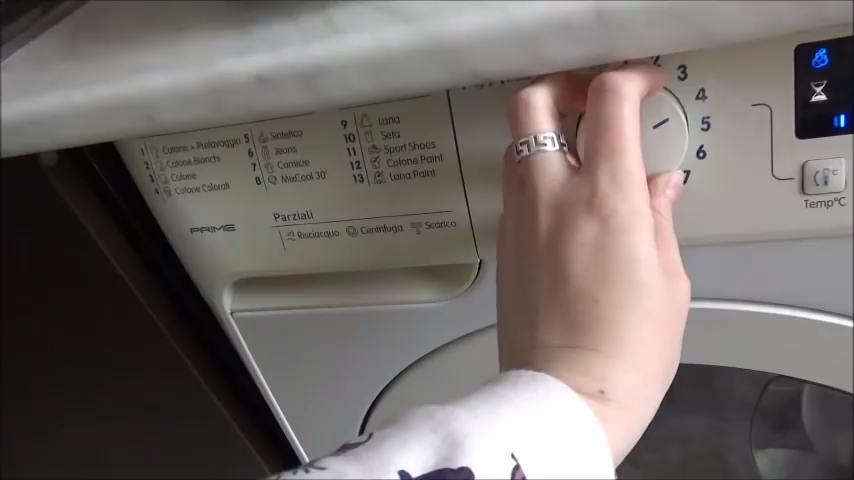 1 Cotone + Prelavaggio
2 Cotone Bianchi
3 Cotone
4 Cotone Colorati
5 Sintetico
6 Jeans
7 Camicie
8 MixCool 30'
9 Lana
10 Seta
11 Sport Shoes
12 Cotone Panni
13 Lana Panni
PRIME
Parziali
Risciacquo
Centrifuga
Scarico
3
4
5
6
7
Temp°C